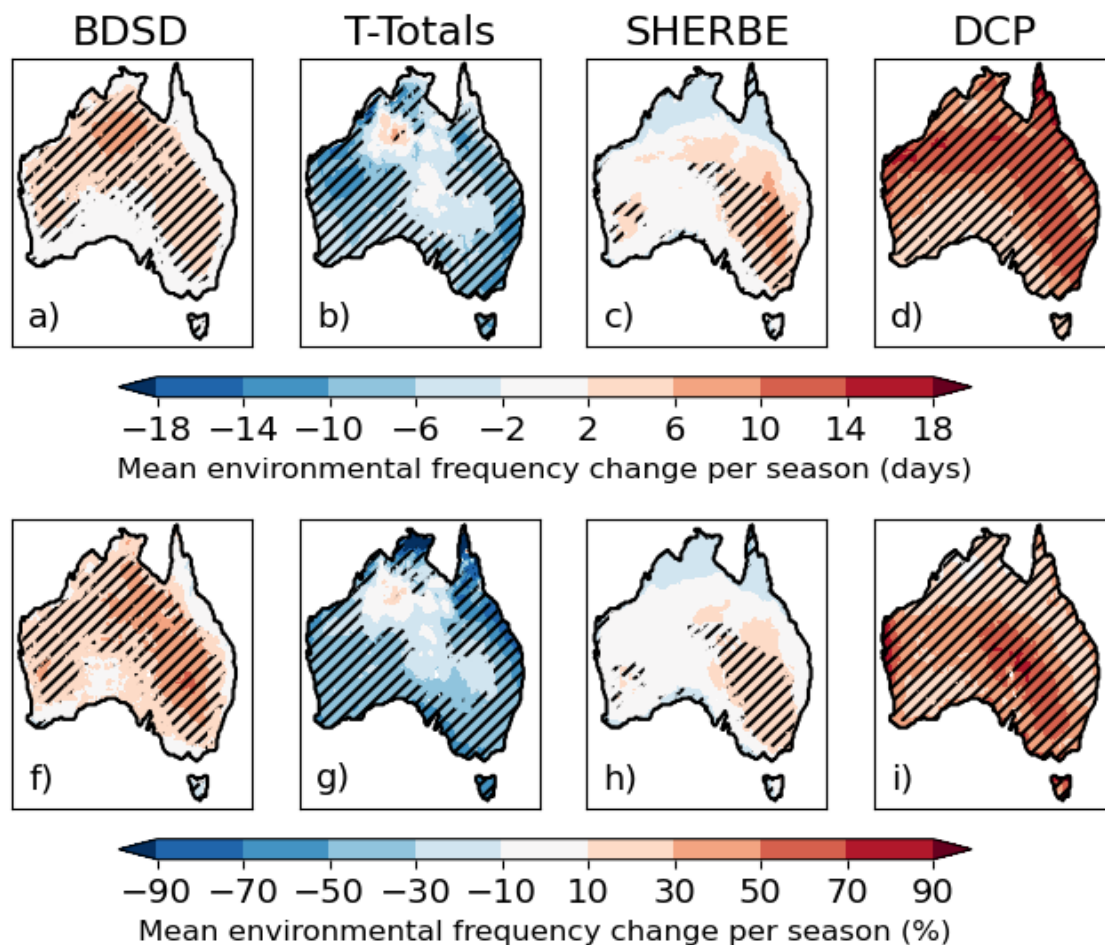 BDSD T-Totals SHERBE DCP
a) b) c) d)
−18 −14 −10 −6 −2 2 6 10 14 18
Mean environmental frequency change per season (days)
f) g) h) i)
−90 −70 −50 −30 −10 10 30 50 70 90
Mean environmental frequency change per season (%)